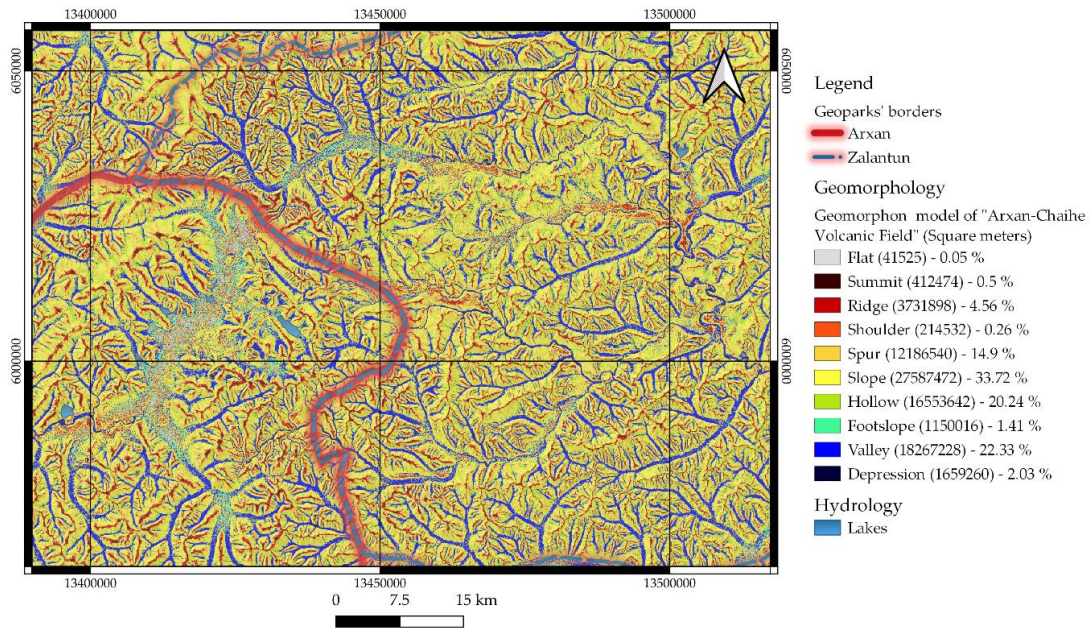 13400000
13450000
13500000
6050000
6050000
6000000
6000000
13400000
13450000
13500000
0 7.5 15 km
Legend
Geoparks' borders
Arxan
Zalantun
Geomorphology
Geomorphon model of "Arxan-Chaihe
Volcanic Field" (Square meters)
Flat (41525) - 0.05 %
Summit (412474) - 0.5 %
Ridge (3731898) - 4.56 %
Shoulder (214532) - 0.26 %
Spur (12186540) - 14.9 %
Slope (27587472) - 33.72 %
Hollow (16553642) - 20.24 %
Footslope (1150016) - 1.41 %
Valley (18267228) - 22.33 %
Depression (1659260) - 2.03 %
Hydrology
Lakes